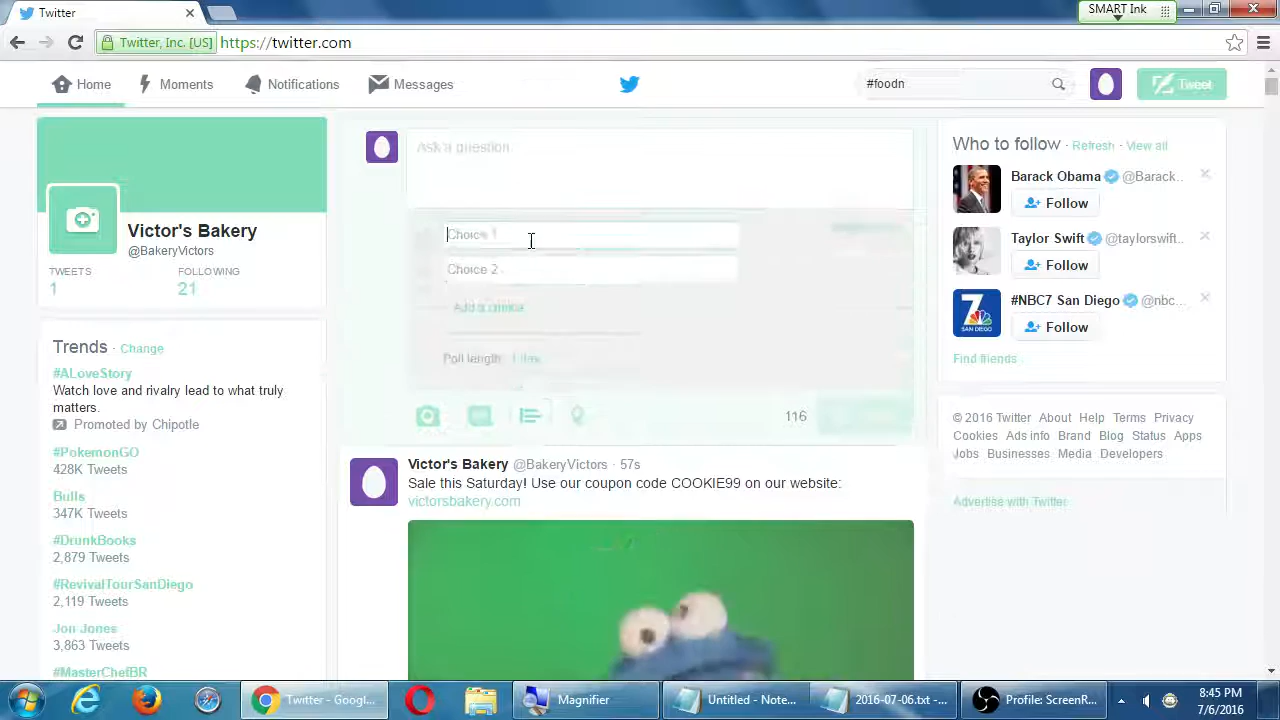 Twitter
SMART Ink
Twitter, Inc. [US]
https://twitter.com
Home
Moments
Notifications
Messages
#foodn
Tweet
Victor's Bakery
@BakeryVictors
TWEETS
FOLLOWING
1
21
Trends · Change
#ALoveStory
Watch love and rivalry lead to what truly
matters.
Promoted by Chipotle
#PokemonGO
428K Tweets
Bulls
347K Tweets
#DrunkBooks
2,879 Tweets
#RevivalTourSanDiego
2,119 Tweets
Jon Jones
3,863 Tweets
#MasterChefBR
Ask a question
Choice 1
Choice 2
Add a choice
Poll length
116
Victor's Bakery @BakeryVictors · 57s
Sale this Saturday! Use our coupon code COOKIE99 on our website:
victorsbakery.com
Who to follow · Refresh · View all
Barack Obama @Barack..
Follow
Taylor Swift @taylorswift..
Follow
#NBC7 San Diego @nbc...
Follow
Find friends
© 2016 Twitter About Help Terms Privacy
Cookies Ads info Brand Blog Status Apps
Jobs Businesses Media Developers
Advertise with Twitter
Twitter - Googl...
Magnifier
Untitled - Note...
2016-07-06.txt -...
Profile: ScreenR...
8:45 PM
7/6/2016